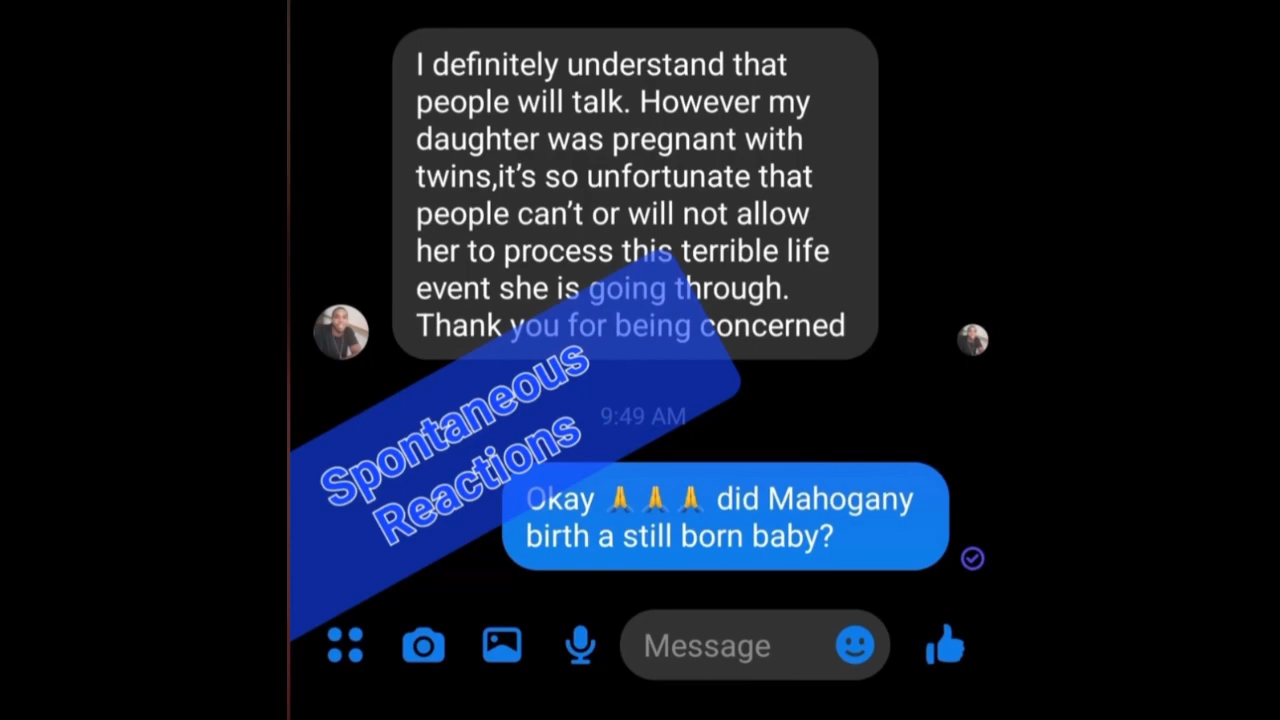 I definitely understand that
people will talk. However my
daughter was pregnant with
twins,it's so unfortunate that
people can't or will not allow
her to process this terrible life
event she is going through.
Thank you for being concerned
Spontaneous
Reactions
9:49 AM
Okay 🙏 🙏 🙏 did Mahogany
birth a still born baby?
Message